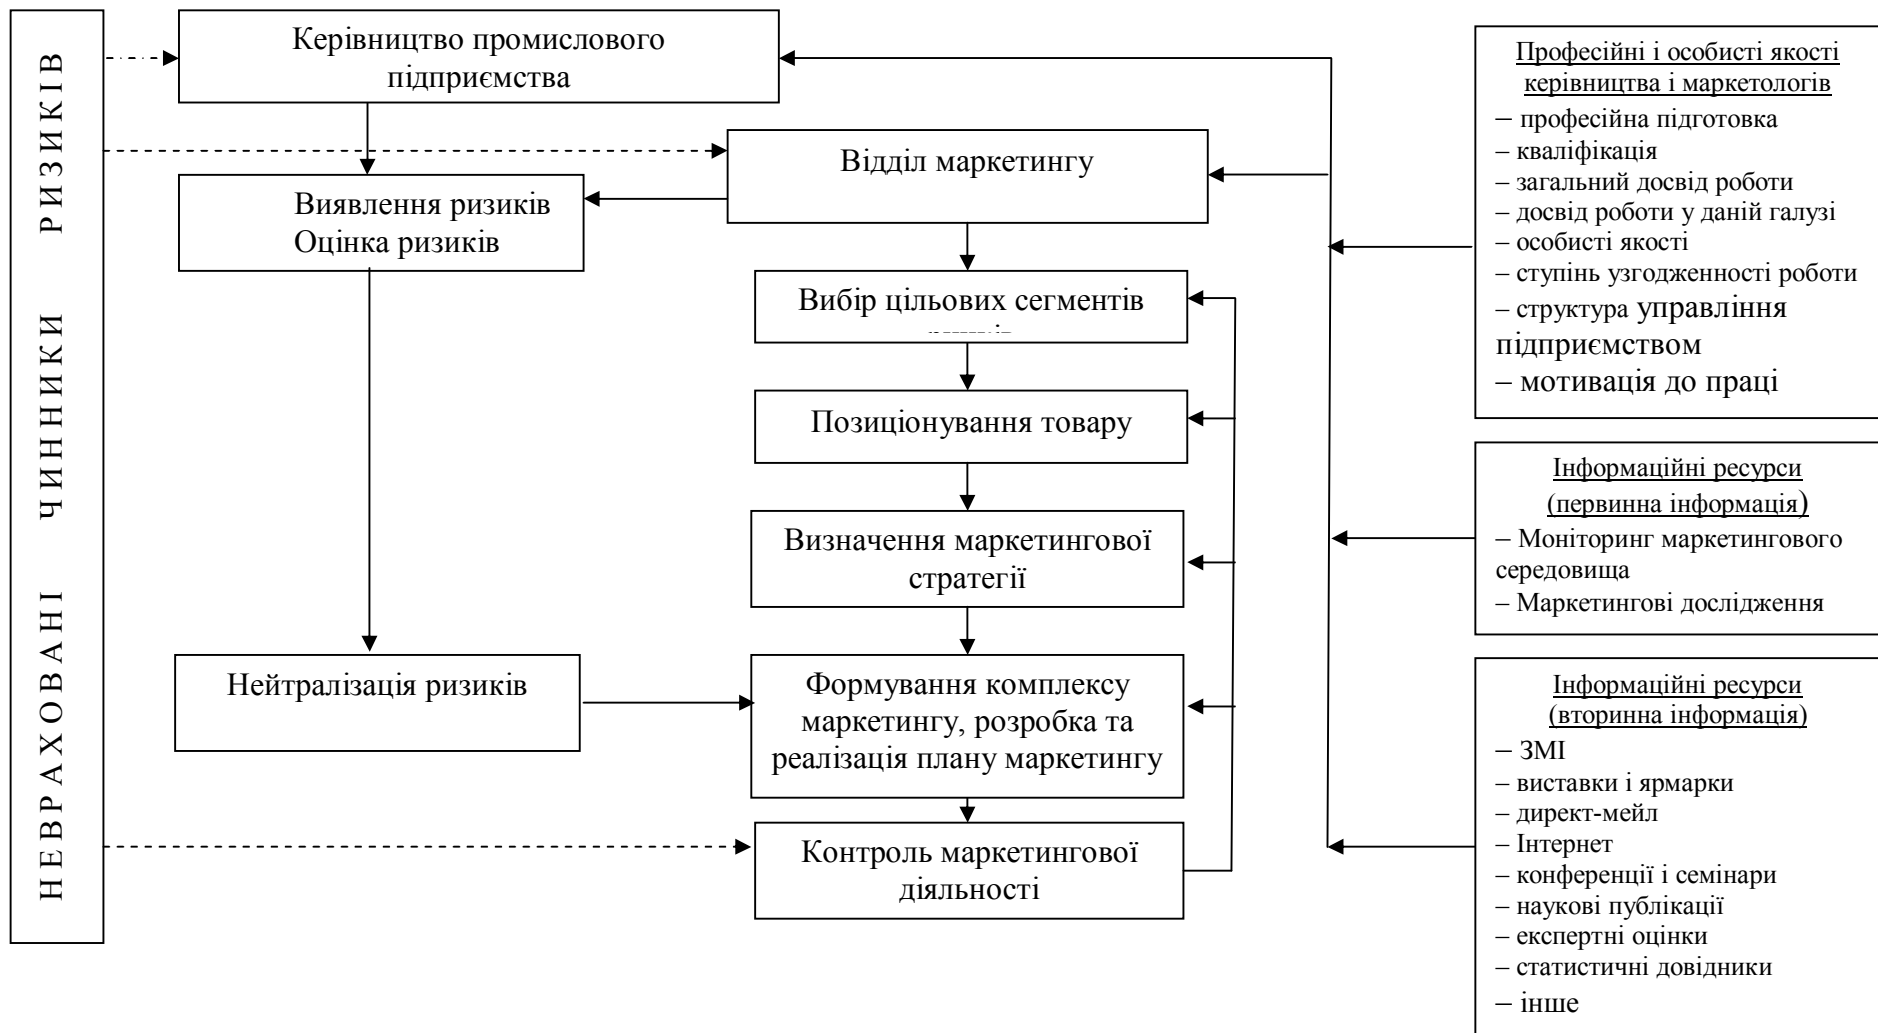 НЕВРАХОВАНІ ЧИННИКИ РИЗИКІВ
Керівництво промислового
підприємства
Відділ маркетингу
Виявлення ризиків
Оцінка ризиків
Вибір цільових сегментів
Позиціонування товару
Визначення маркетингової
стратегії
Нейтралізація ризиків
Формування комплексу
маркетингу, розробка та
реалізація плану маркетингу
Контроль маркетингової
діяльності
Професійні і особисті якості
керівництва і маркетологів
– професійна підготовка
– кваліфікація
– загальний досвід роботи
– досвід роботи у даній галузі
– особисті якості
– ступінь узгодженності роботи
– структура управління
підприємством
– мотивація до праці
Інформаційні ресурси
(первинна інформація)
– Моніторинг маркетингового
середовища
– Маркетингові дослідження
Інформаційні ресурси
(вторинна інформація)
– ЗМІ
– виставки і ярмарки
– директ-мейл
– Інтернет
– конференції і семінари
– наукові публікації
– експертні оцінки
– статистичні довідники
– інше